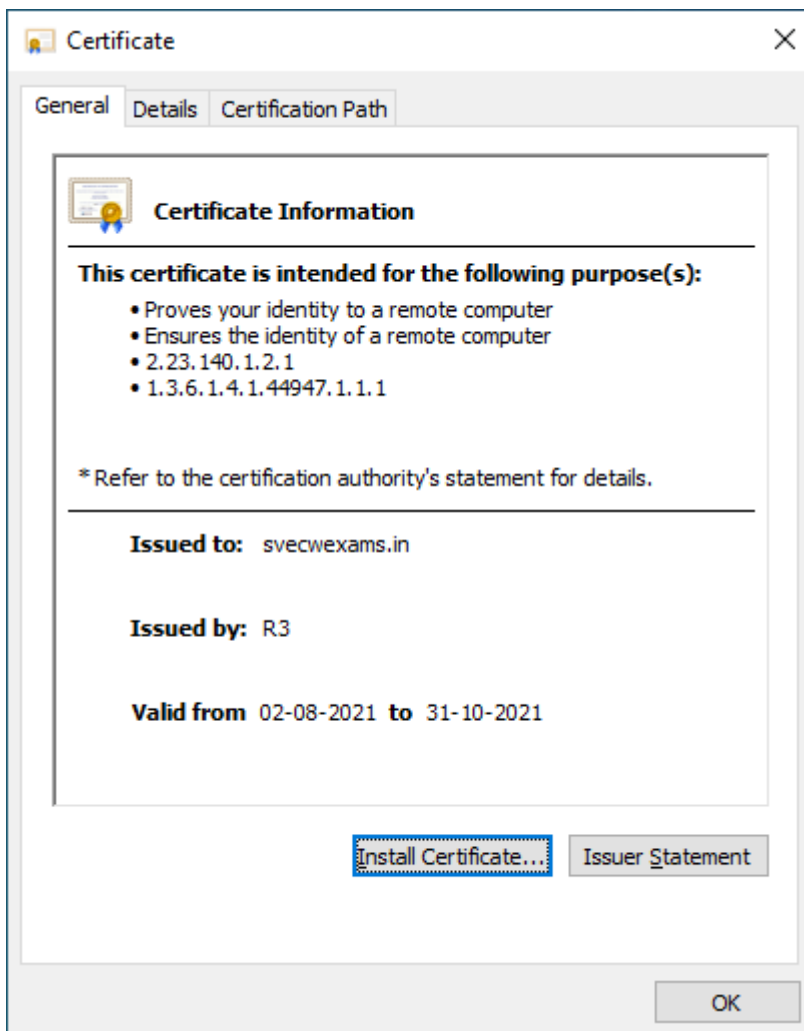 Certificate
General Details Certification Path
Certificate Information
This certificate is intended for the following purpose(s):
• Proves your identity to a remote computer
• Ensures the identity of a remote computer
• 2.23.140.1.2.1
• 1.3.6.1.4.1.44947.1.1.1
* Refer to the certification authority's statement for details.
Issued to: svecwexams.in
Issued by: R3
Valid from 02-08-2021 to 31-10-2021
Install Certificate... Issuer Statement
OK